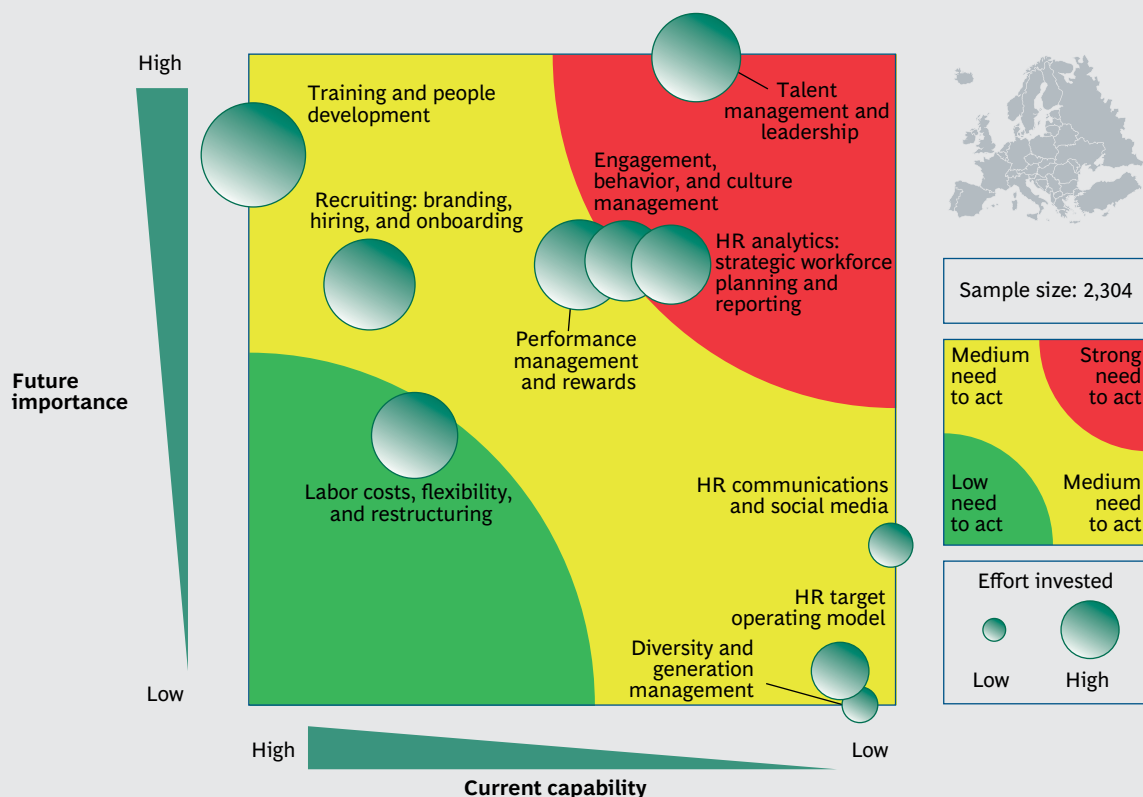 High
Training and people
development
Talent
management and
leadership
Engagement,
behavior, and culture
management
Recruiting: branding,
hiring, and onboarding
HR analytics:
strategic workforce
planning and
reporting
Sample size: 2,304
Performance
management
and rewards
Future
importance
Medium
need
to act
Strong
need
to act
Low
need
to act
Medium
need
to act
Labor costs, flexibility,
and restructuring
HR communications
and social media
Effort invested
Low
High
HR target
operating model
Diversity and
generation
management
Low
High
Low
Current capability